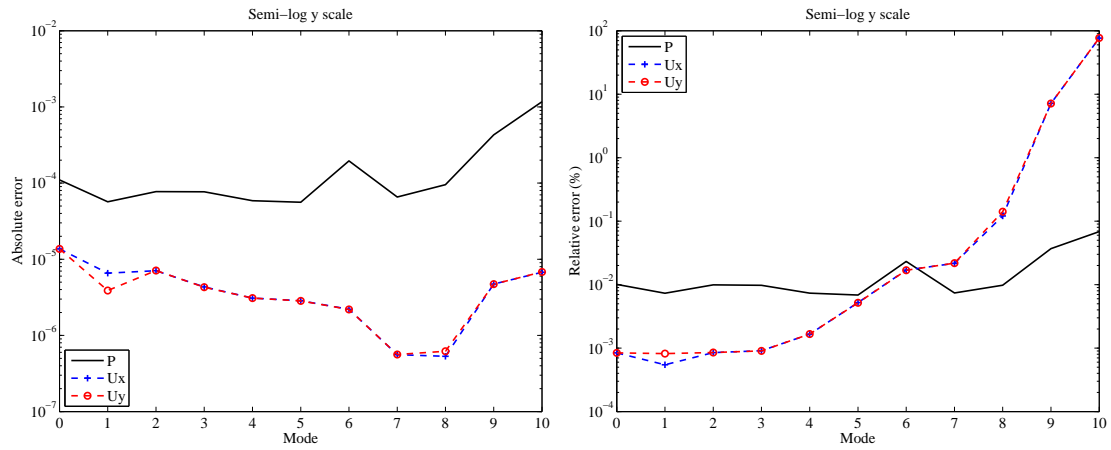 Semi−log y scale
10^−2
10^−3
10^−4
10^−5
10^−6
10^−7
Absolute error
P
Ux
Uy
0 1 2 3 4 5 6 7 8 9 10
Mode
Semi−log y scale
10^2
10^1
10^0
10^−1
10^−2
10^−3
10^−4
Relative error (%)
P
Ux
Uy
0 1 2 3 4 5 6 7 8 9 10
Mode